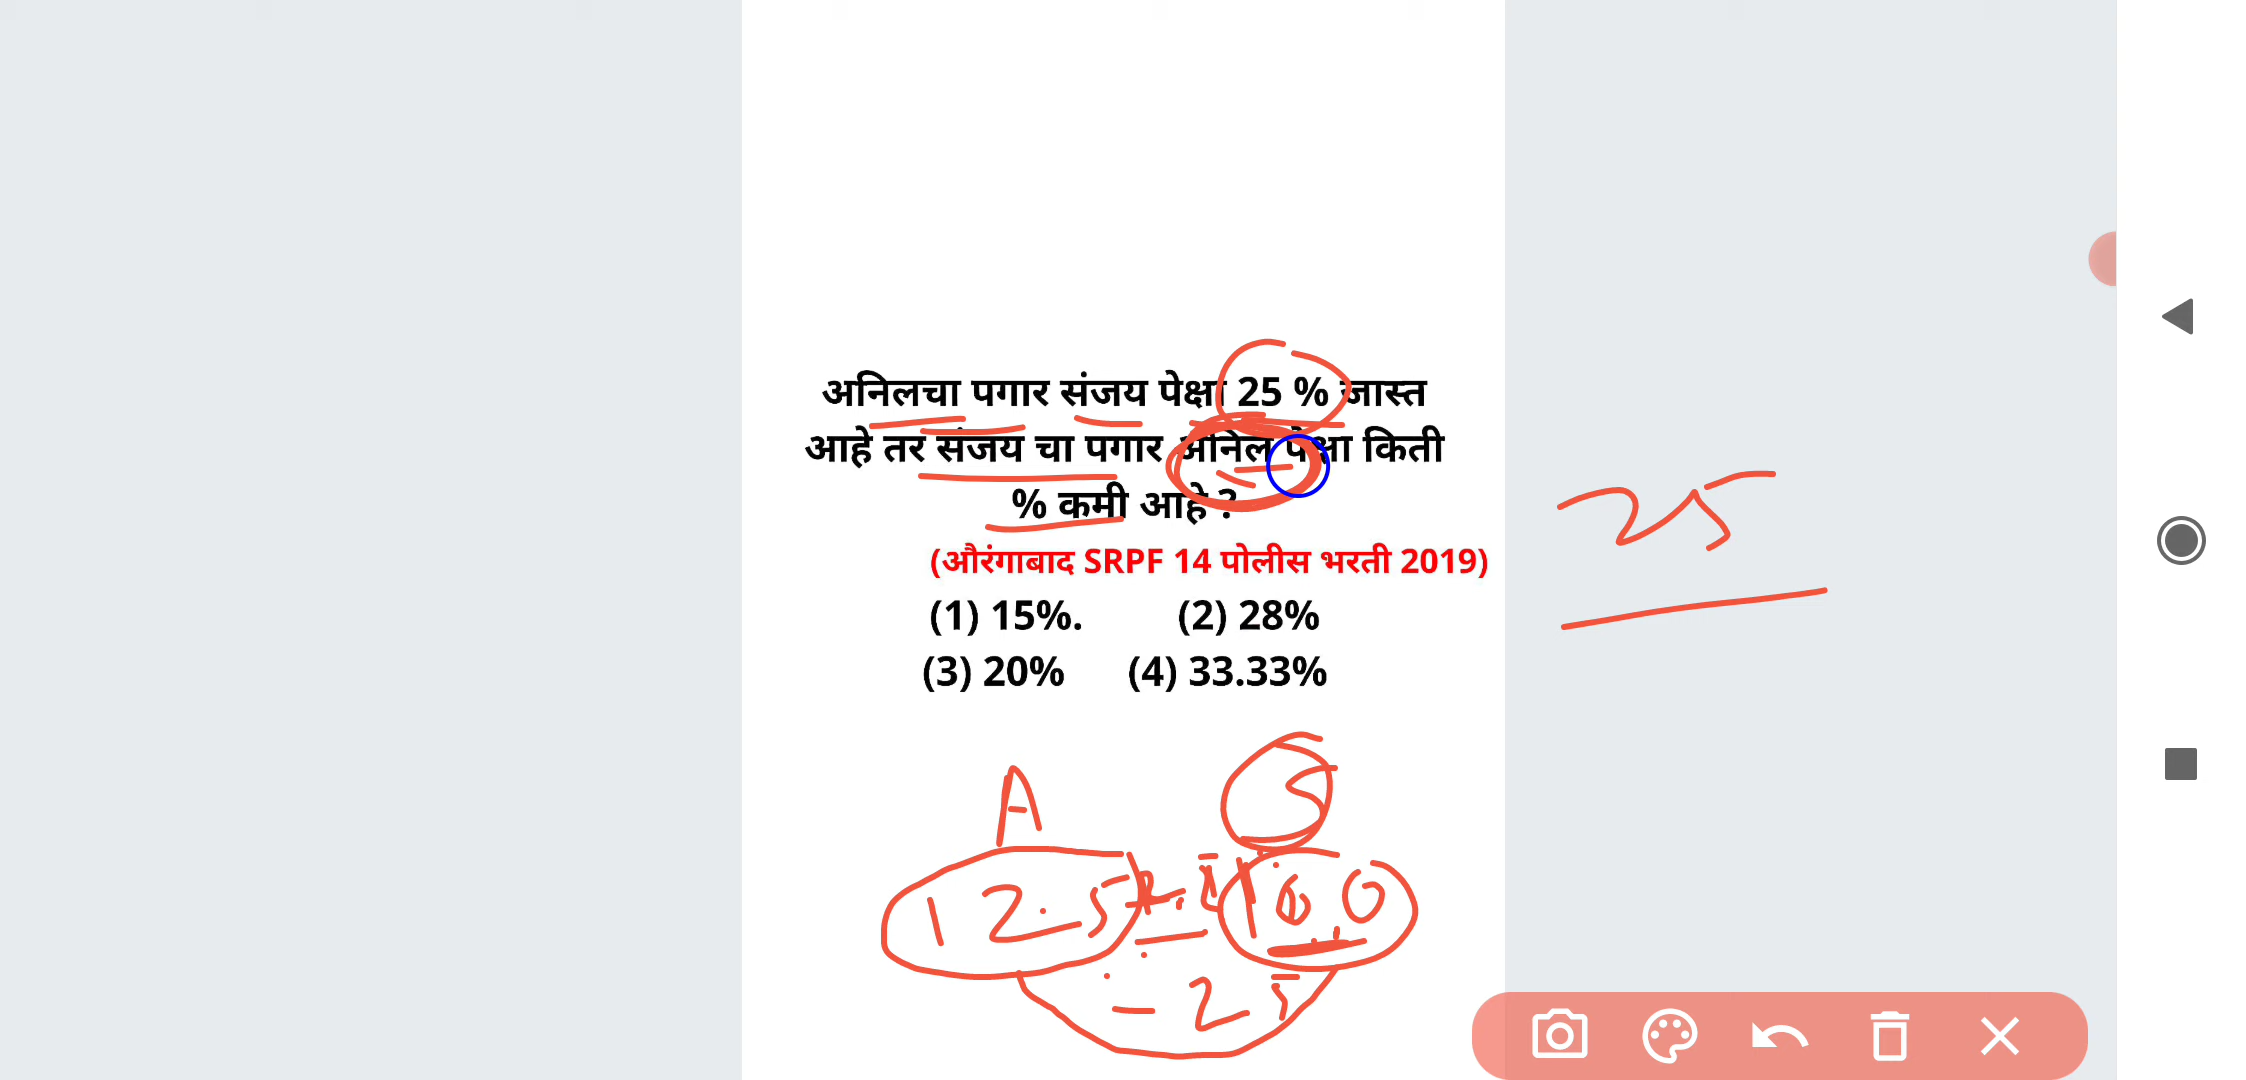 अनिलचा पगार संजय पेक्षा 25 % जास्त
आहे तर संजय चा पगार अनिल पेक्षा किती
% कमी आहे ?
(औरंगाबाद SRPF 14 पोलीस भरती 2019)
(1) 15%. (2) 28%
(3) 20% (4) 33.33%
25
A S
125 100
- 25